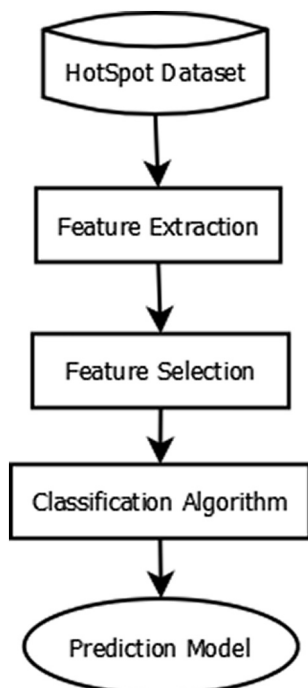 HotSpot Dataset
Feature Extraction
Feature Selection
Classification Algorithm
Prediction Model